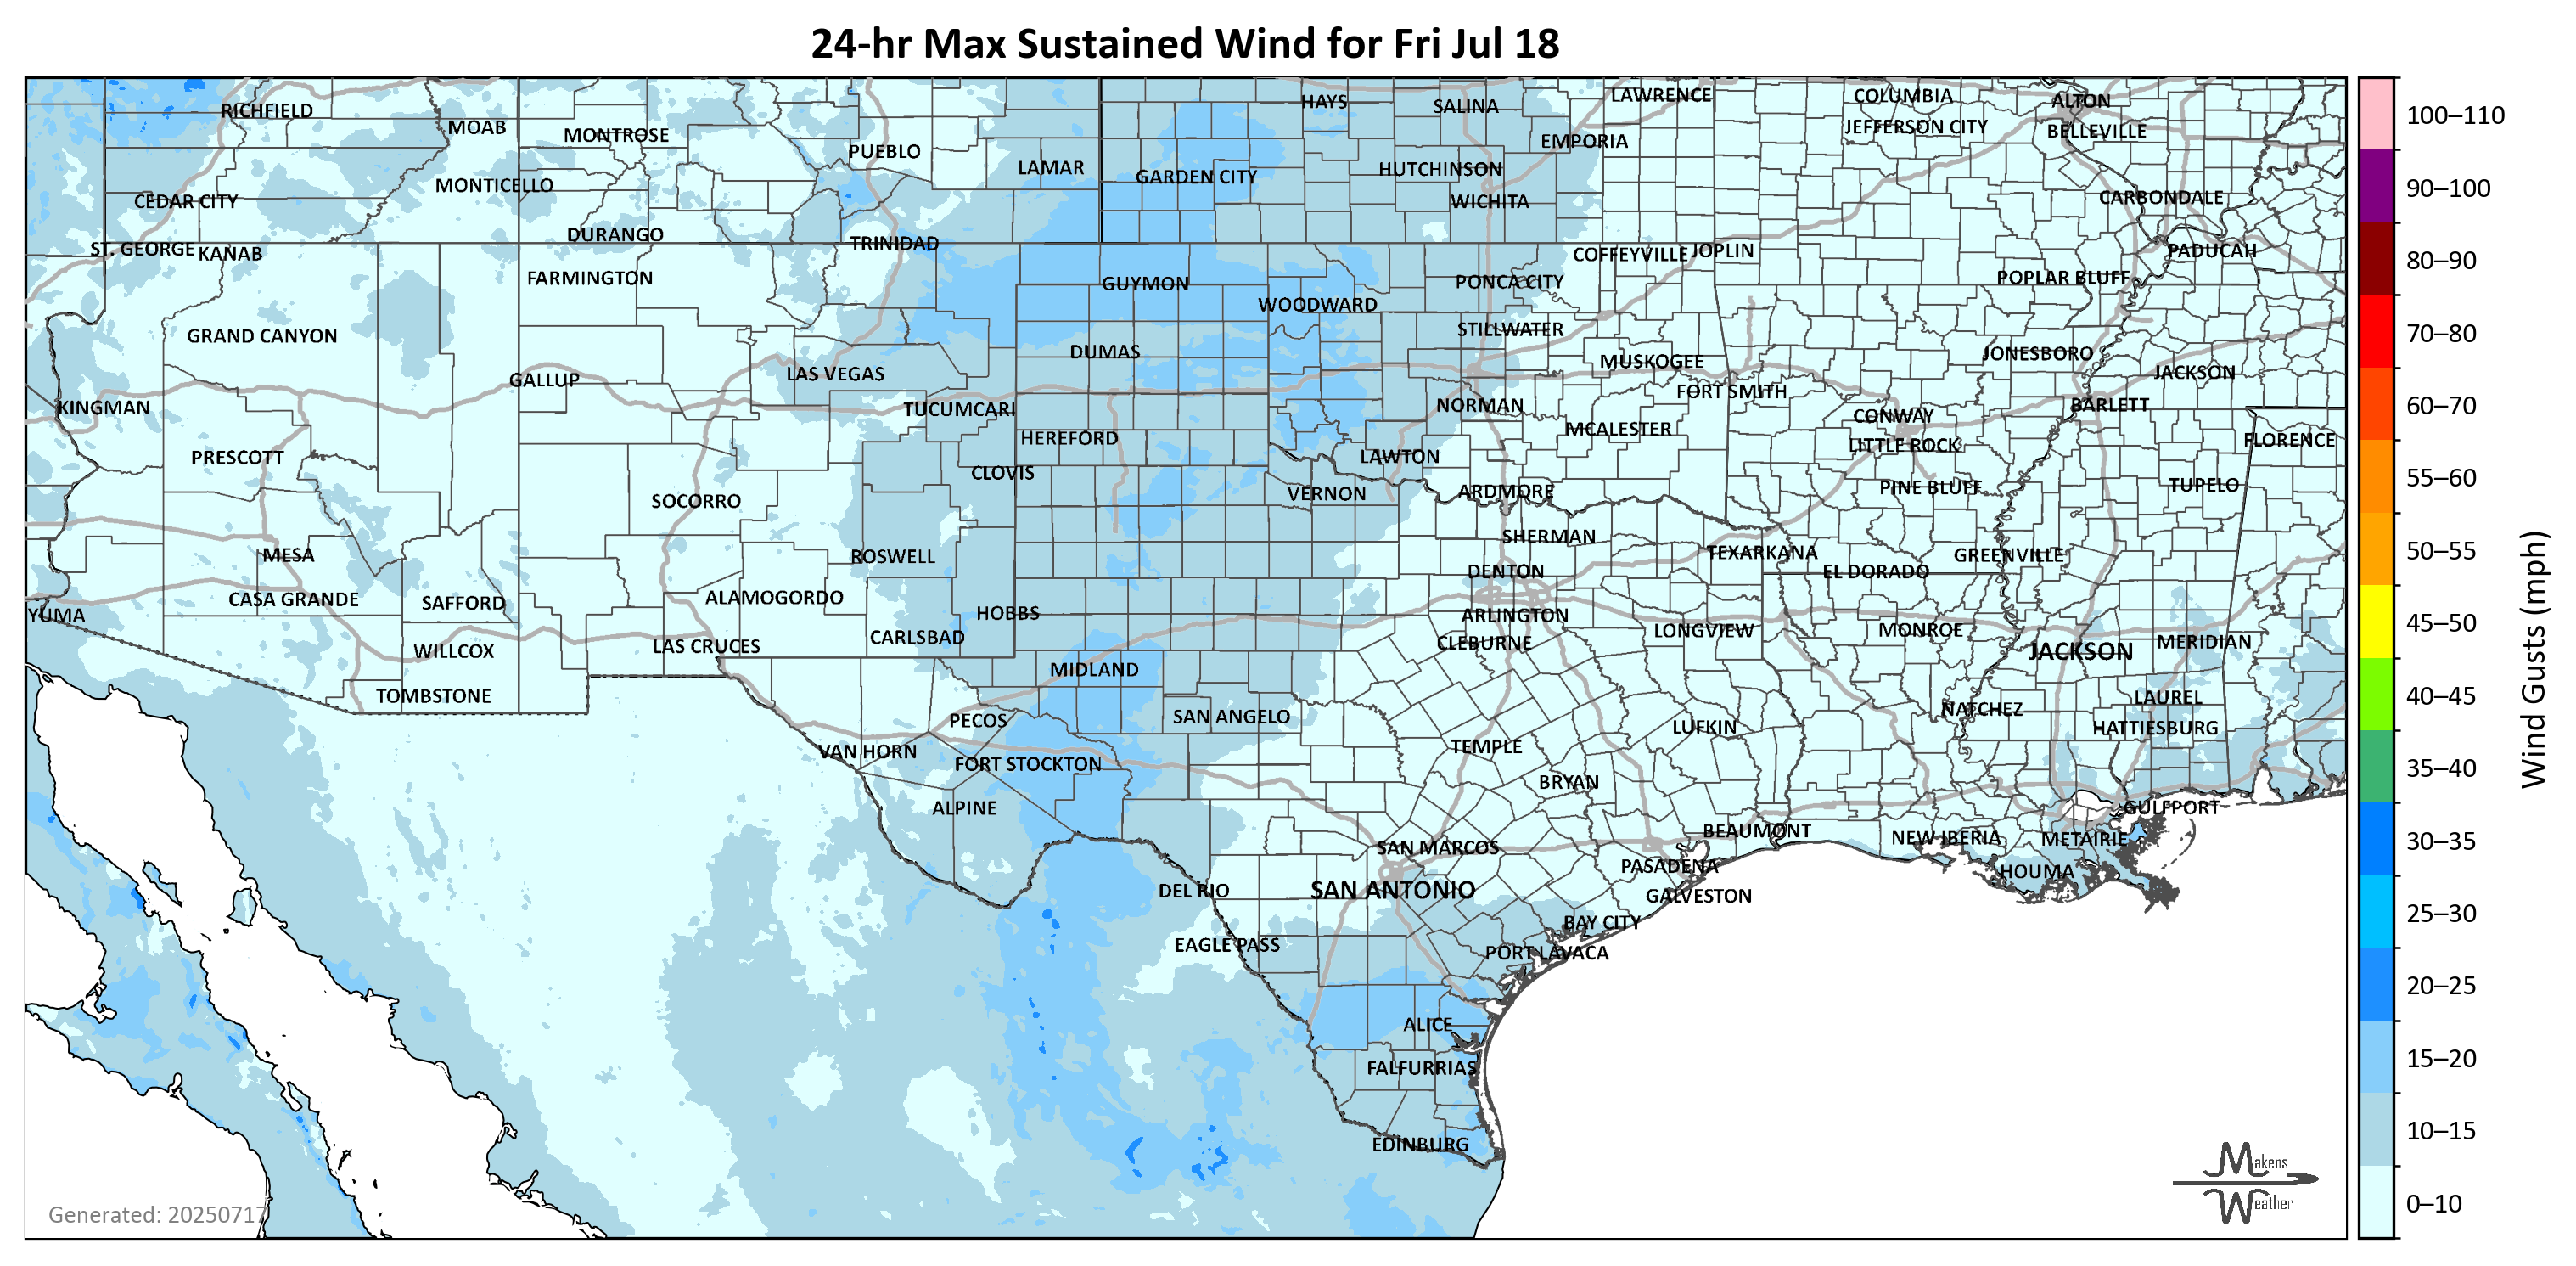 24-hr Max Sustained Wind for Fri Jul 18
RICHFIELD
MOAB
MONTROSE
PUEBLO
LAMAR
HAYS
SALINA
LAWRENCE
COLUMBIA
ALTON
JEFFERSON CITY
BELLEVILLE
EMPORIA
GARDEN CITY
HUTCHINSON
MONTICELLO
CEDAR CITY
WICHITA
CARBONDALE
DURANGO
TRINIDAD
ST. GEORGE
KANAB
COFFEYVILLE
JOPLIN
PADUCAH
FARMINGTON
GUYMON
PONCA CITY
POPLAR BLUFF
WOODWARD
GRAND CANYON
STILLWATER
DUMAS
MUSKOGEE
JONESBORO
GALLUP
LAS VEGAS
JACKSON
FORT SMITH
KINGMAN
TUCUMCARI
NORMAN
BARLETT
CONWAY
HEREFORD
MCALESTER
LITTLE ROCK
FLORENCE
PRESCOTT
CLOVIS
LAWTON
SOCORRO
VERNON
ARDMORE
PINE BLUFF
TUPELO
MESA
ROSWELL
SHERMAN
TEXARKANA
GREENVILLE
DENTON
EL DORADO
CASA GRANDE
SAFFORD
ALAMOGORDO
YUMA
HOBBS
ARLINGTON
LAS CRUCES
CARLSBAD
CLEBURNE
LONGVIEW
MONROE
JACKSON
MERIDIAN
WILLCOX
MIDLAND
TOMBSTONE
PECOS
SAN ANGELO
LUFKIN
NATCHEZ
LAUREL
HATTIESBURG
VAN HORN
FORT STOCKTON
TEMPLE
BRYAN
ALPINE
GULFPORT
BEAUMONT
NEW IBERIA
METAIRIE
SAN MARCOS
PASADENA
HOUMA
DEL RIO
SAN ANTONIO
GALVESTON
BAY CITY
EAGLE PASS
PORT LAVACA
ALICE
FALFURRIAS
EDINBURG
Generated: 20250717
Makens
Weather
100–110
90–100
80–90
70–80
60–70
55–60
50–55
45–50
40–45
35–40
30–35
25–30
20–25
15–20
10–15
0–10
Wind Gusts (mph)